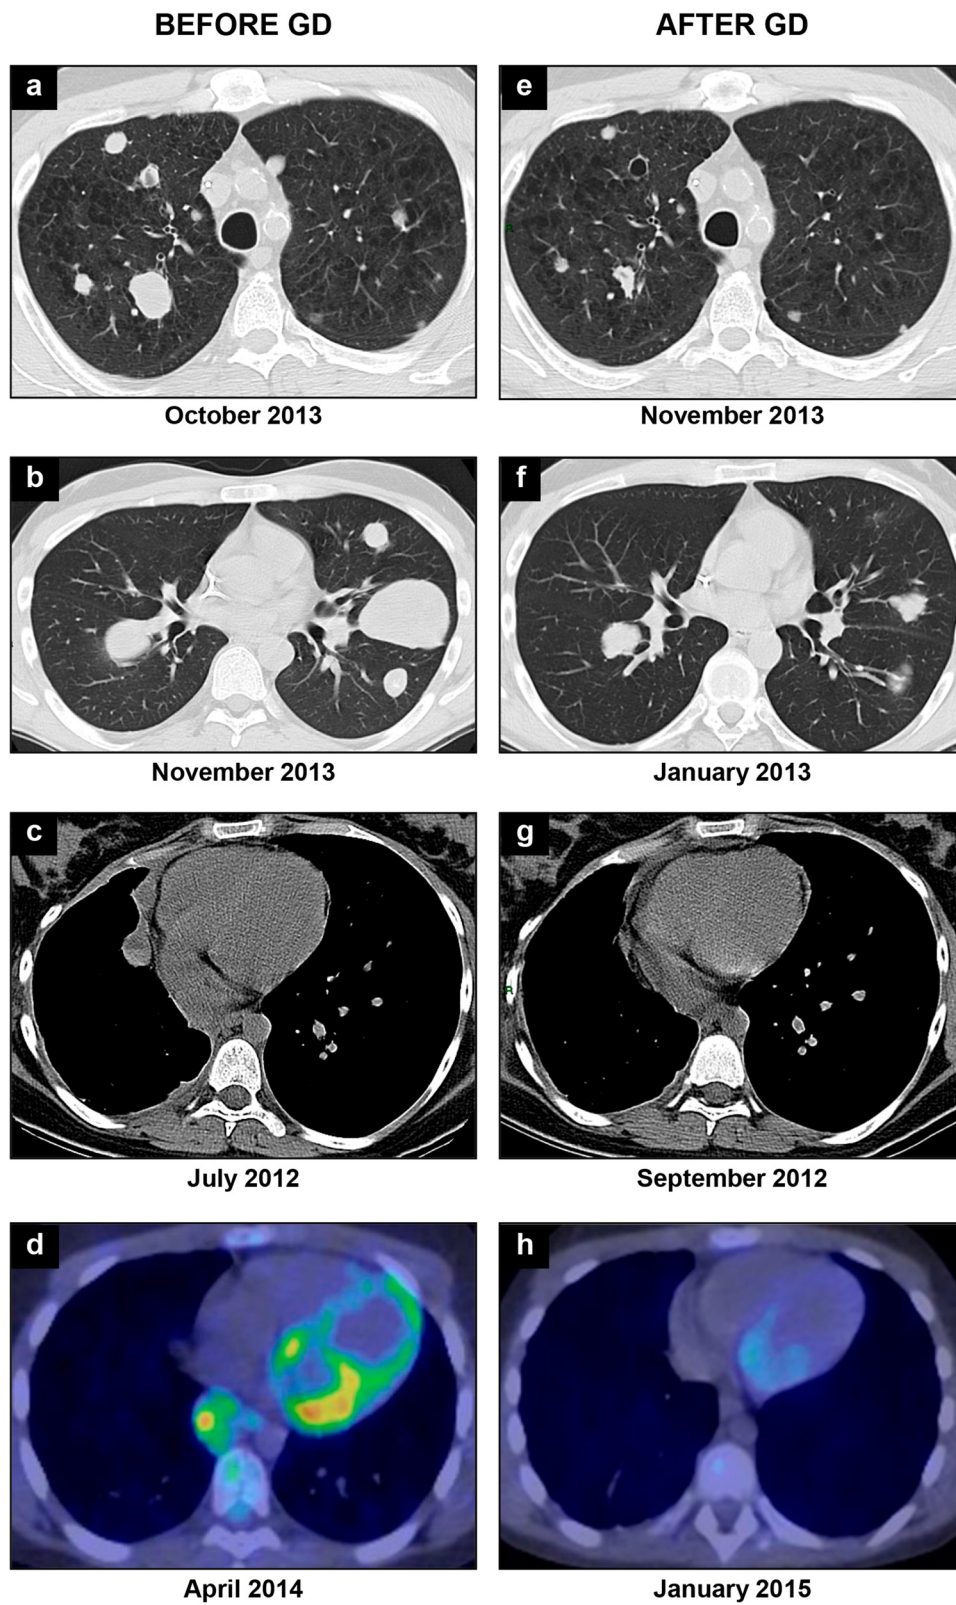 BEFORE GD
AFTER GD
a
e
R
October 2013
November 2013
b
f
November 2013
January 2013
c
g
R
July 2012
September 2012
d
h
April 2014
January 2015